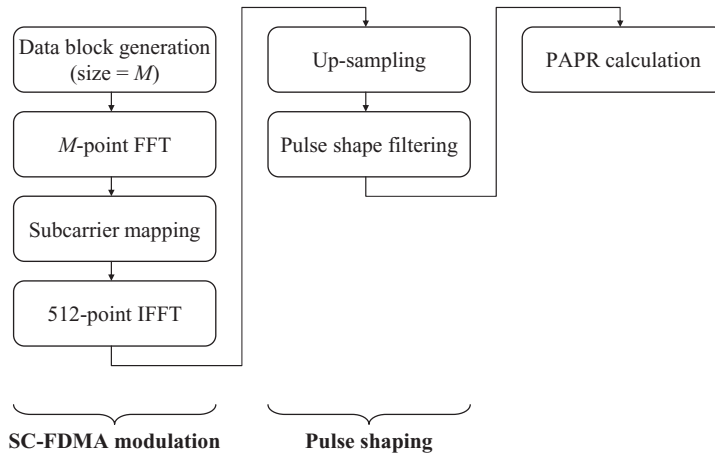 Data block generation
(size = M)
M-point FFT
Subcarrier mapping
512-point IFFT
SC-FDMA modulation
Up-sampling
Pulse shape filtering
Pulse shaping
PAPR calculation